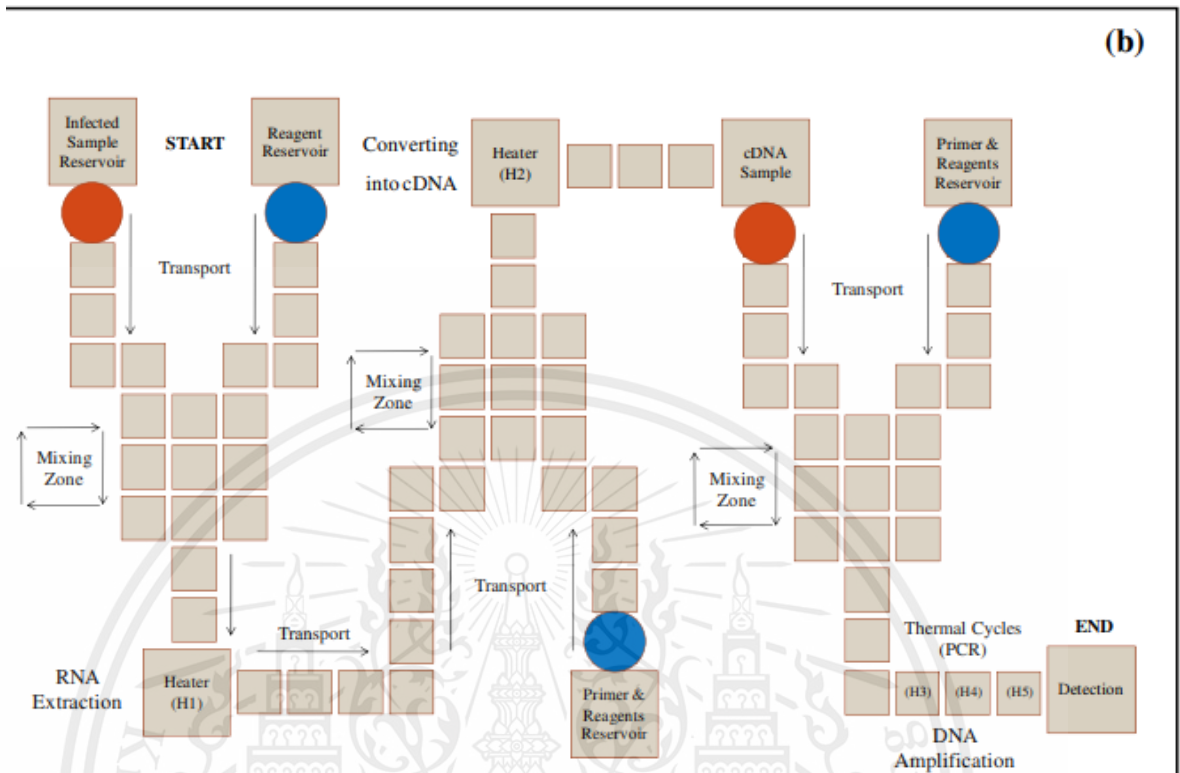 (b)
Infected
Sample
Reservoir
START
Reagent
Reservoir
Transport
Mixing
Zone
RNA
Extraction
Heater
(H1)
Transport
Converting
into cDNA
Heater
(H2)
Mixing
Zone
Transport
Primer &
Reagents
Reservoir
cDNA
Sample
Primer &
Reagents
Reservoir
Transport
Mixing
Zone
Thermal Cycles
(PCR)
END
(H3)
(H4)
(H5)
Detection
DNA
Amplification